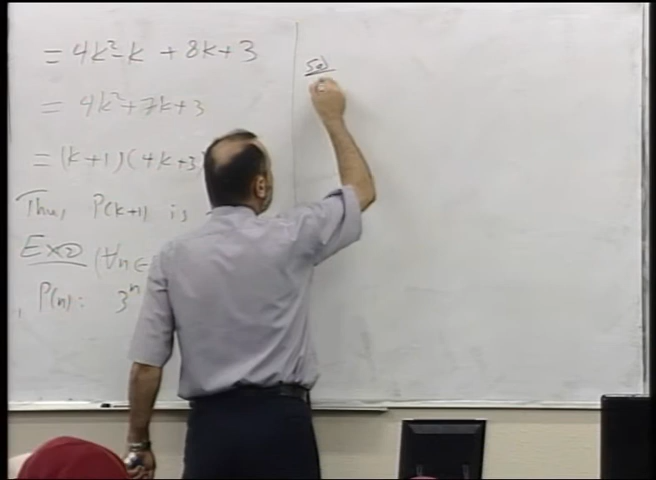 = 4k² - k + 8k + 3
= 4k² + 7k + 3
= (k+1)(4k+3
Thus, P(k+1) is
Ex② (∀n∈
P(n): 3ⁿ
Sol